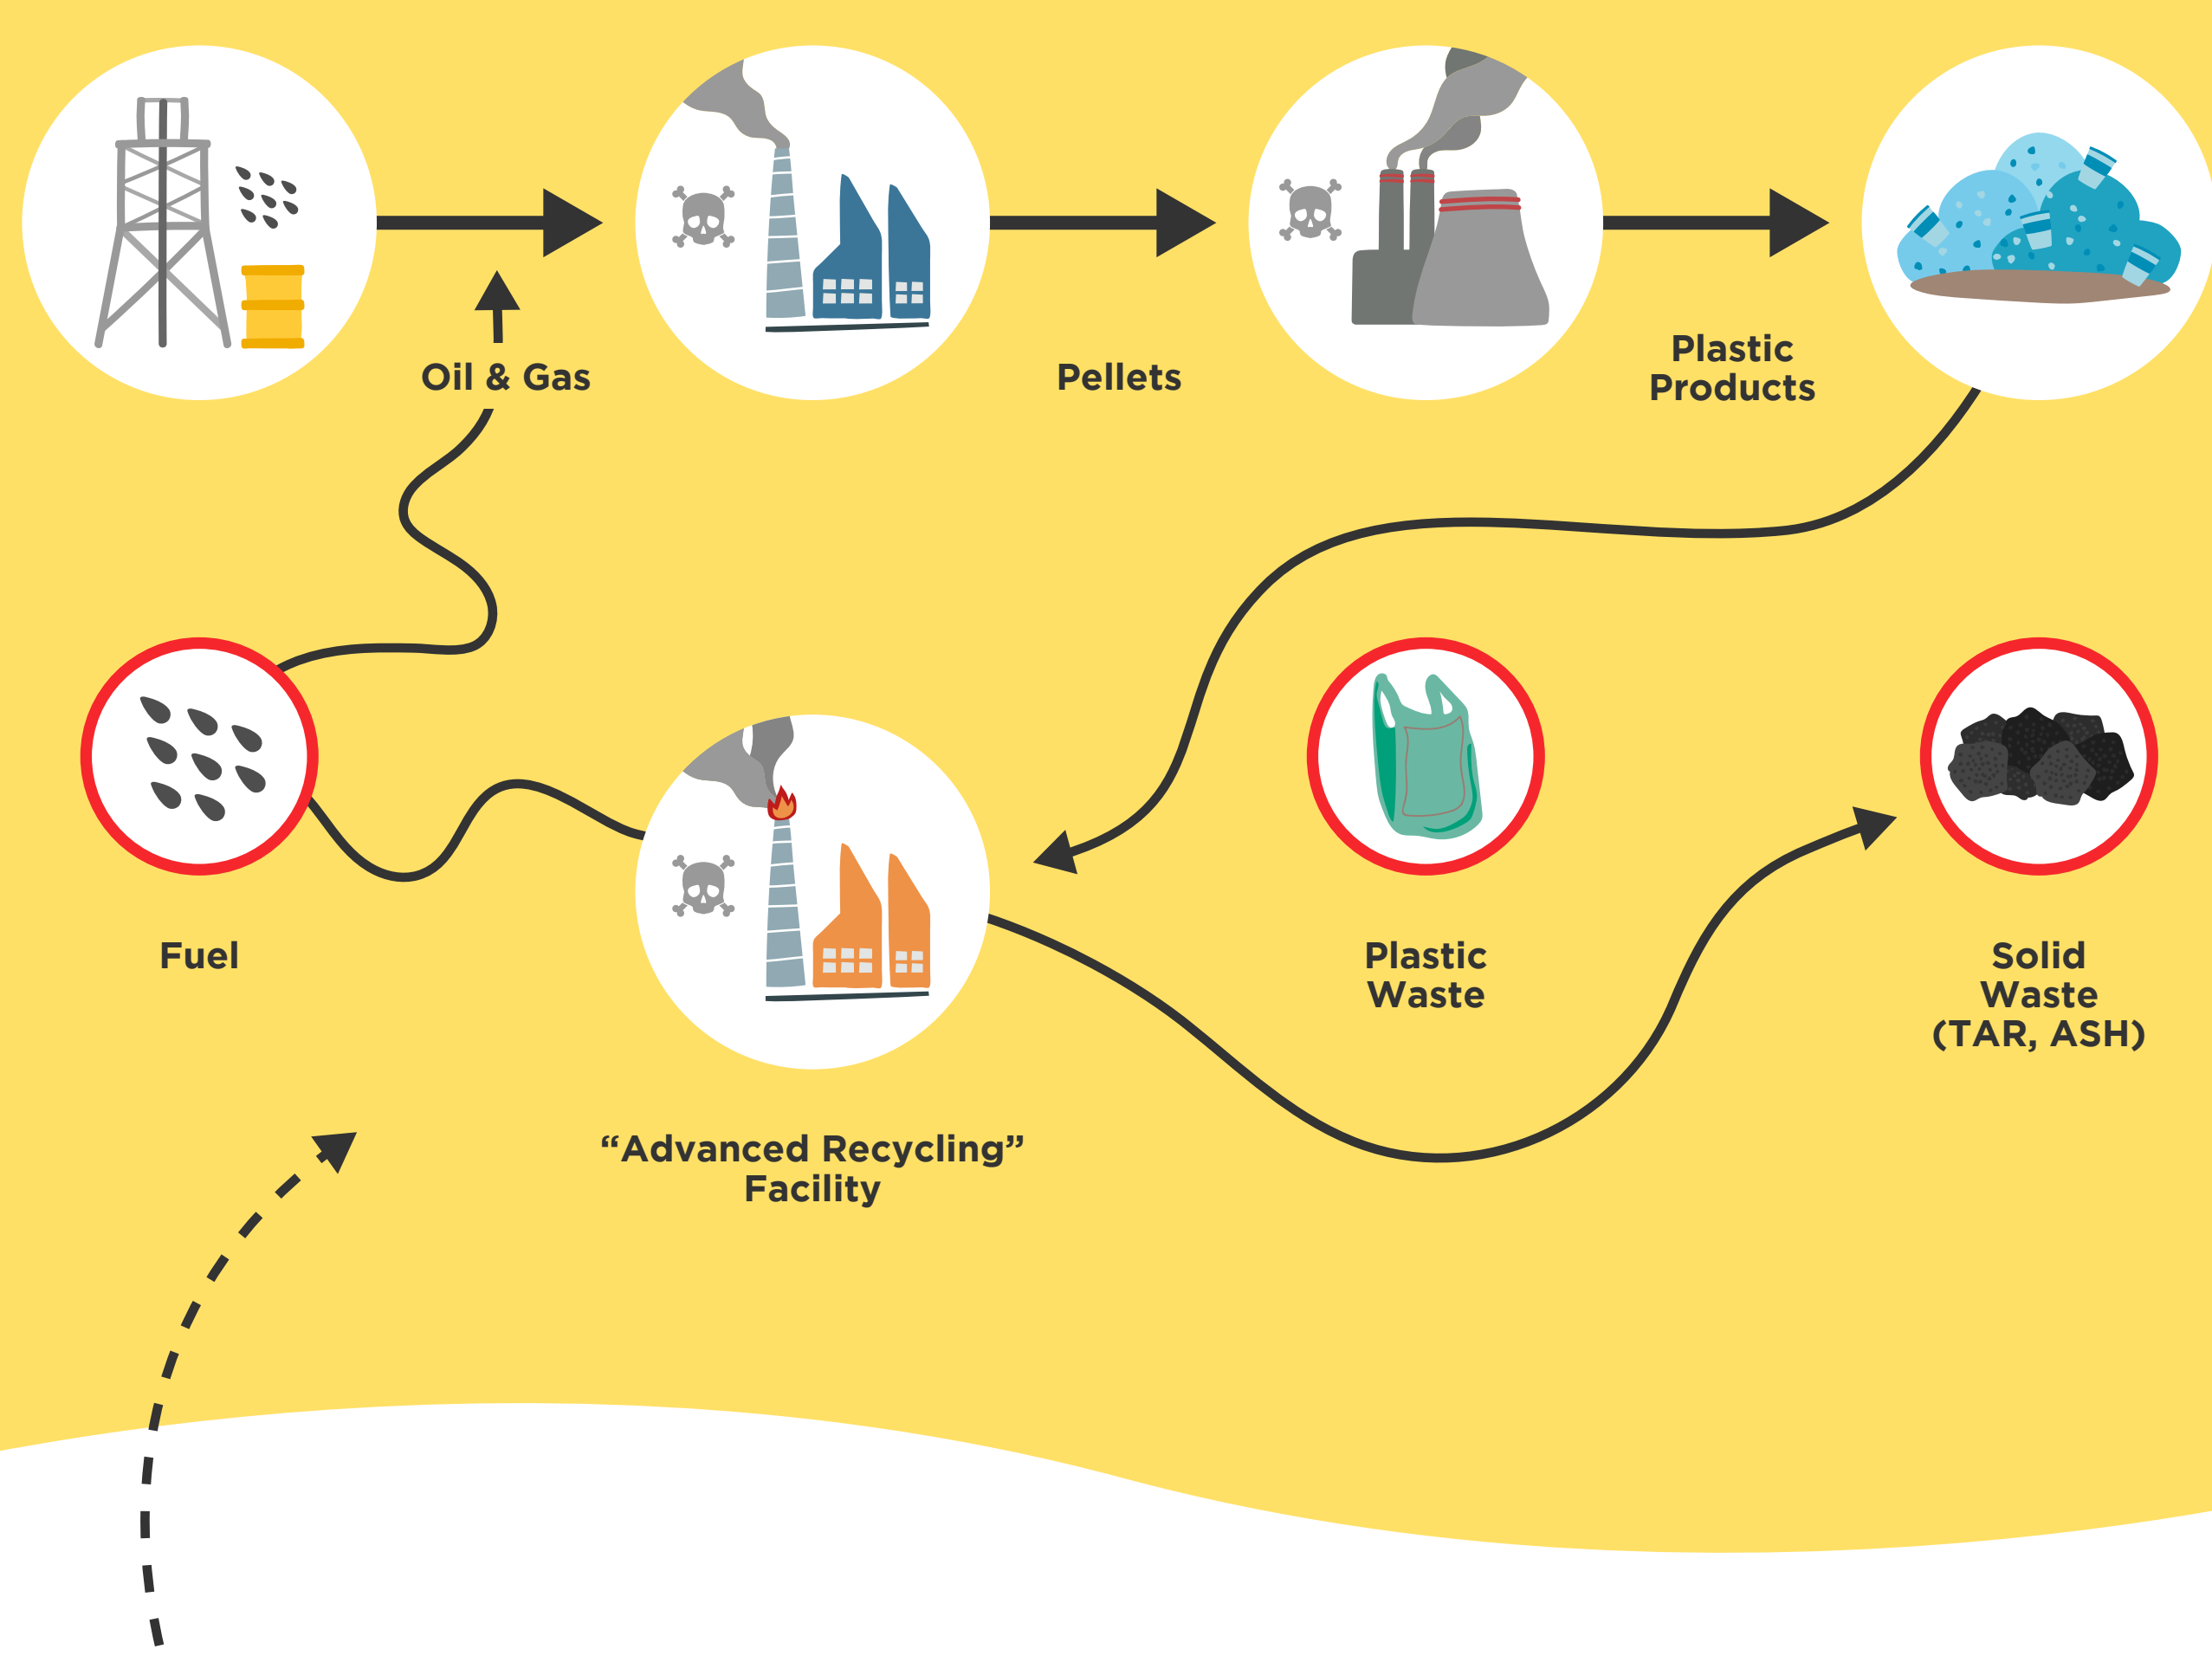 Oil & Gas
Pellets
Plastic
Products
Fuel
Plastic
Waste
Solid
Waste
(TAR, ASH)
“Advanced Recycling”
Facility